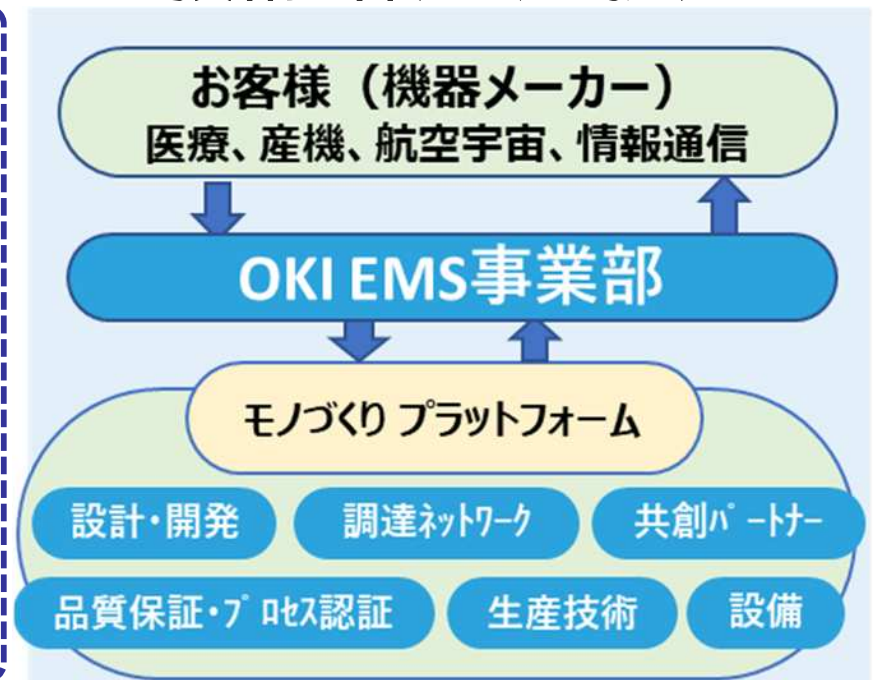 お客様（機器メーカー）
医療、産機、航空宇宙、情報通信
OKI EMS事業部
モノづくり プラットフォーム
設計・開発
調達ﾈｯﾄﾜｰｸ
共創ﾊﾟｰﾄﾅｰ
品質保証・ﾌﾟﾛｾｽ認証
生産技術
設備